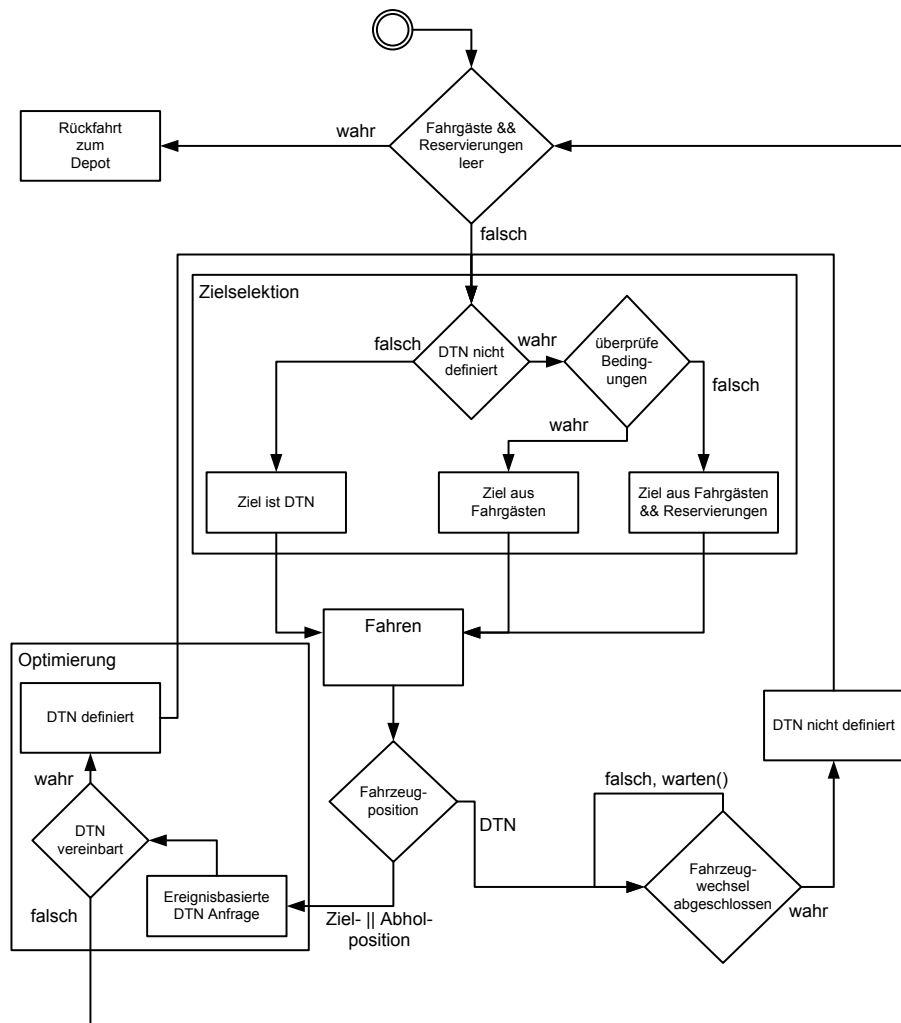 Rückfahrt
zum
Depot
wahr
Fahrgäste &&
Reservierungen
leer
falsch
Zielselektion
falsch
DTN nicht
definiert
wahr
überprüfe
Beding-
ungen
falsch
wahr
Ziel ist DTN
Ziel aus
Fahrgästen
Ziel aus Fahrgästen
&& Reservierungen
Fahren
Optimierung
DTN definiert
wahr
DTN
vereinbart
falsch
Ereignisbasierte
DTN Anfrage
Fahrzeug-
position
Ziel- || Abhol-
position
DTN
falsch, warten()
Fahrzeug-
wechsel
abgeschlossen
wahr
DTN nicht definiert